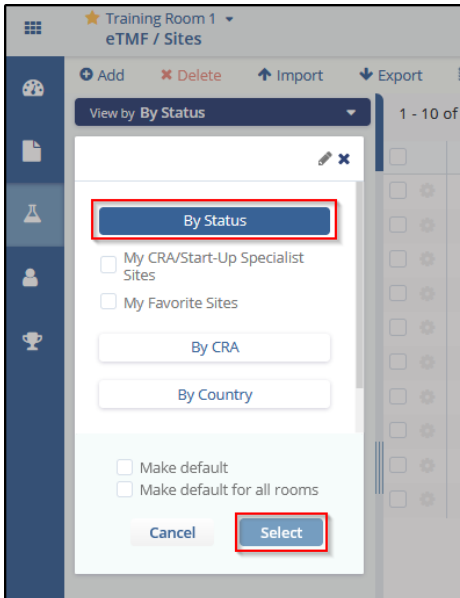 Training Room 1
eTMF / Sites
Add Delete Import Export
View by By Status
1 - 10 of
By Status
My CRA/Start-Up Specialist
Sites
My Favorite Sites
By CRA
By Country
Make default
Make default for all rooms
Cancel Select